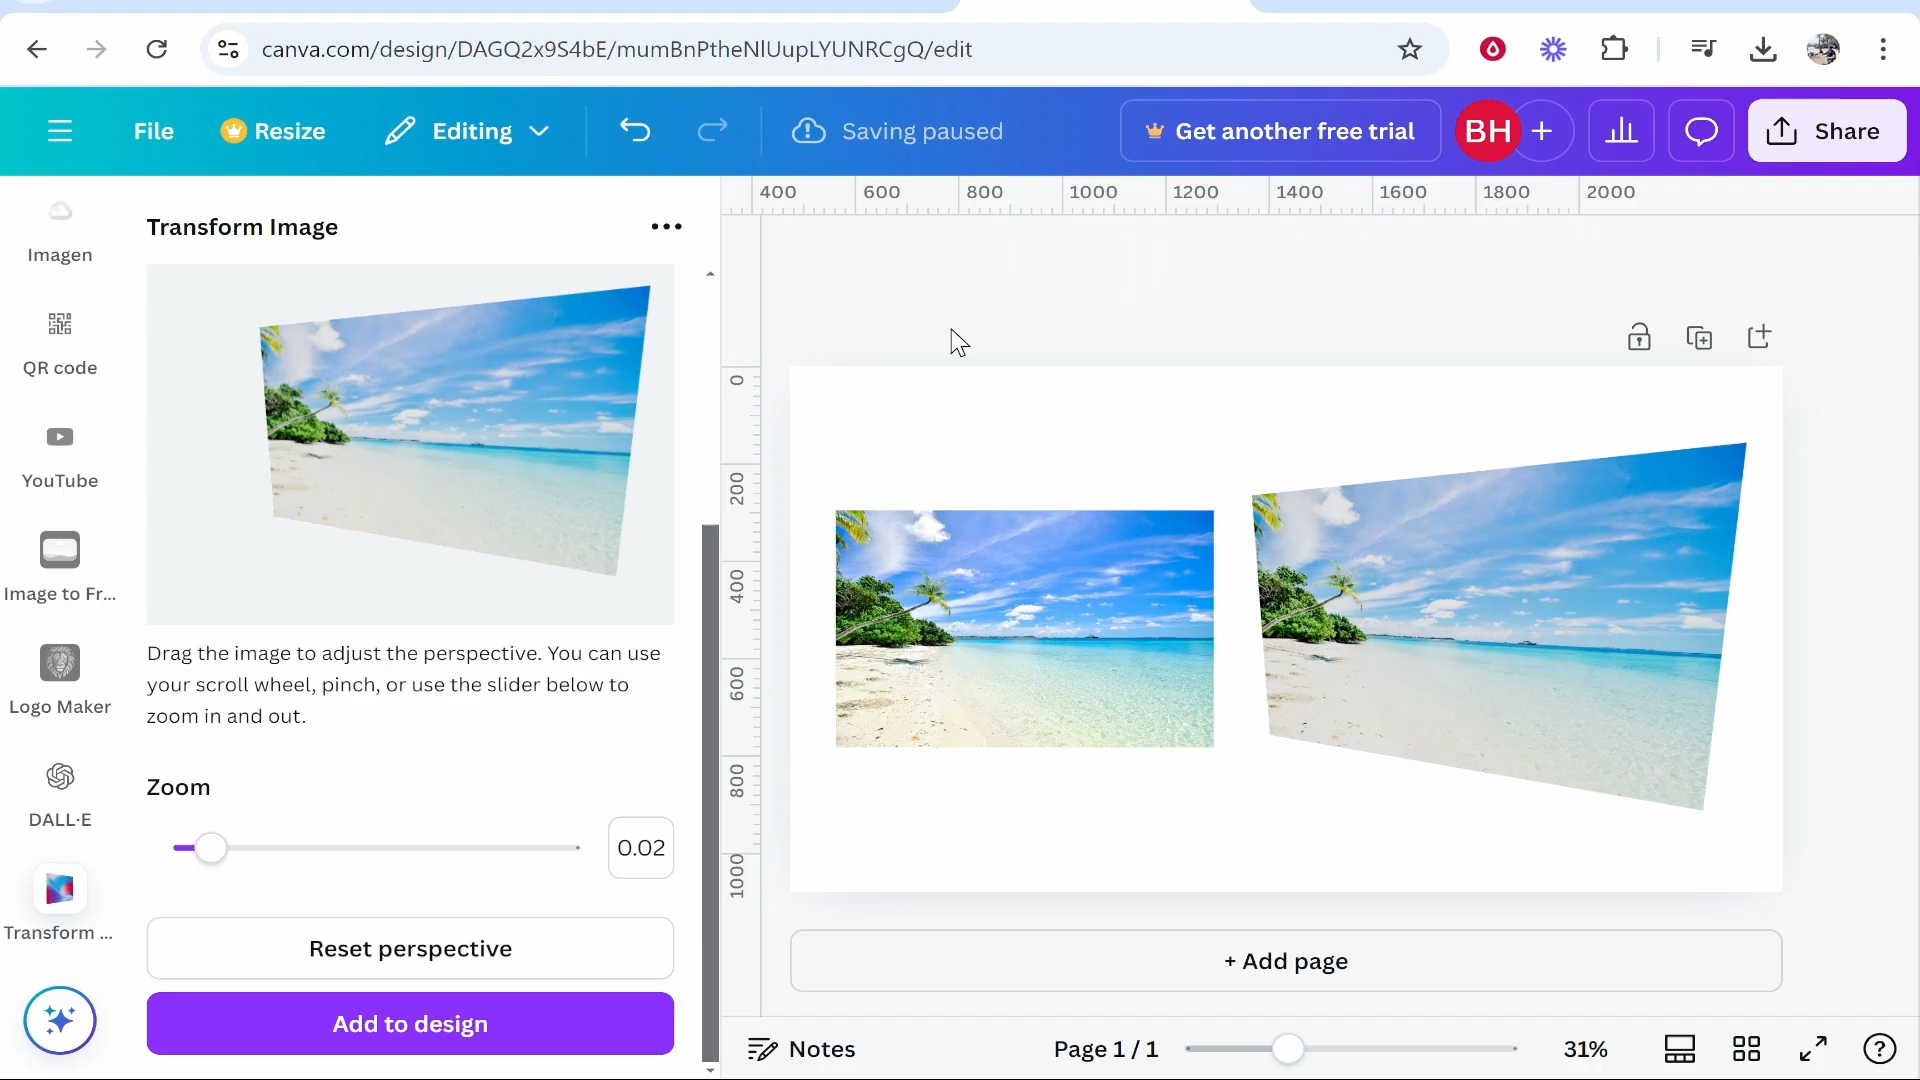 canva.com/design/DAGQ2x9S4bE/mumBnPtheNlUupLYUNRCgQ/edit
File
Resize
Editing
Saving paused
Get another free trial
BH
Share
Imagen
QR code
YouTube
Image to Fr...
Logo Maker
DALL·E
Transform ...
Transform Image
Drag the image to adjust the perspective. You can use
your scroll wheel, pinch, or use the slider below to
zoom in and out.
Zoom
0.02
Reset perspective
Add to design
400 600 800 1000 1200 1400 1600 1800 2000
0
200
400
600
800
1000
+ Add page
Notes
Page 1 / 1
31%